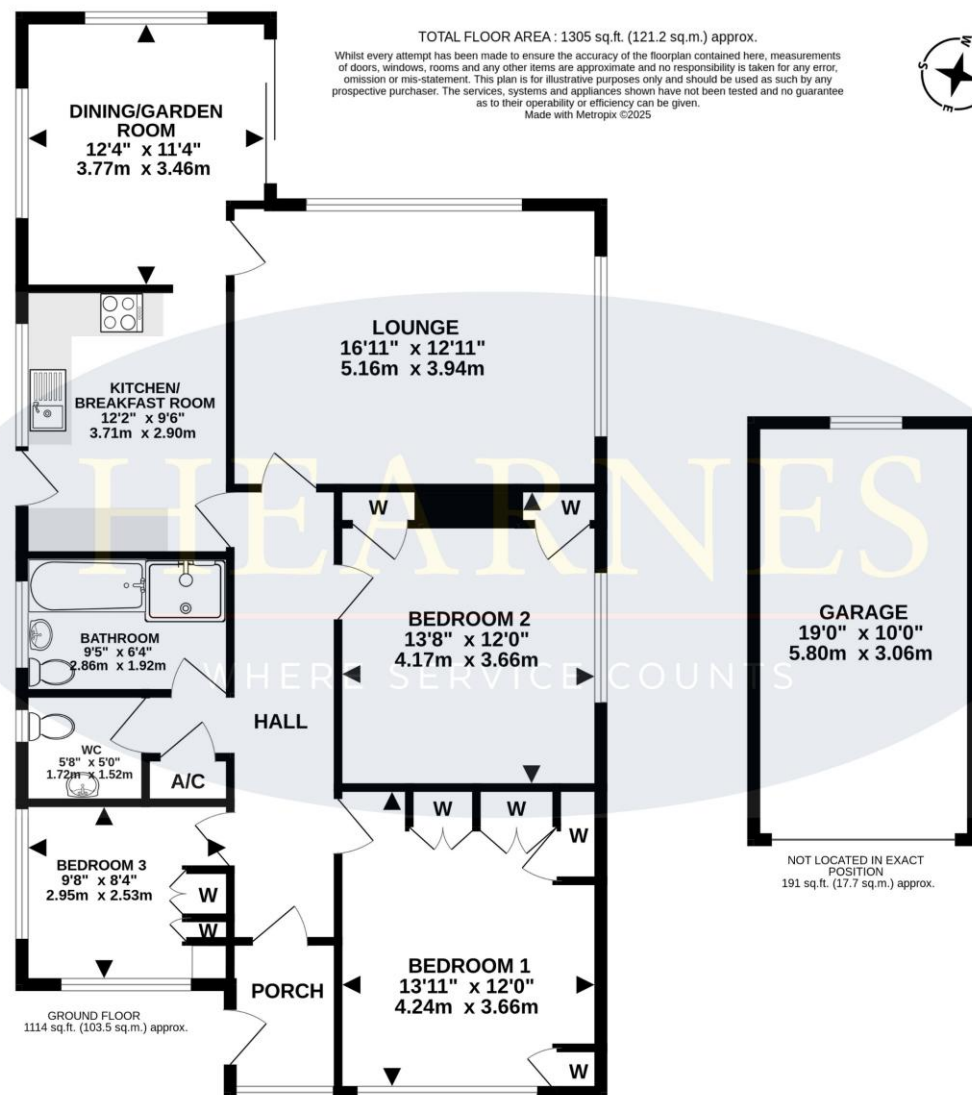 TOTAL FLOOR AREA : 1305 sq.ft. (121.2 sq.m.) approx.
Whilst every attempt has been made to ensure the accuracy of the floorplan contained here, measurements
of doors, windows, rooms and any other items are approximate and no responsibility is taken for any error,
omission or mis-statement. This plan is for illustrative purposes only and should be used as such by any
prospective purchaser. The services, systems and appliances shown have not been tested and no guarantee
as to their operability or efficiency can be given.
Made with Metropix ©2025
S
W
E
DINING/GARDEN
ROOM
12'4" x 11'4"
3.77m x 3.46m
LOUNGE
16'11" x 12'11"
5.16m x 3.94m
KITCHEN/
BREAKFAST ROOM
12'2" x 9'6"
3.71m x 2.90m
HEARNES
WHERE SERVICE COUNTS
W
W
BEDROOM 2
13'8" x 12'0"
4.17m x 3.66m
GARAGE
19'0" x 10'0"
5.80m x 3.06m
BATHROOM
9'5" x 6'4"
2.86m x 1.92m
HALL
WC
5'8" x 5'0"
1.72m x 1.52m
A/C
W
W
W
BEDROOM 3
9'8" x 8'4"
2.95m x 2.53m
W
W
NOT LOCATED IN EXACT
POSITION
191 sq.ft. (17.7 sq.m.) approx.
PORCH
BEDROOM 1
13'11" x 12'0"
4.24m x 3.66m
W
GROUND FLOOR
1114 sq.ft. (103.5 sq.m.) approx.